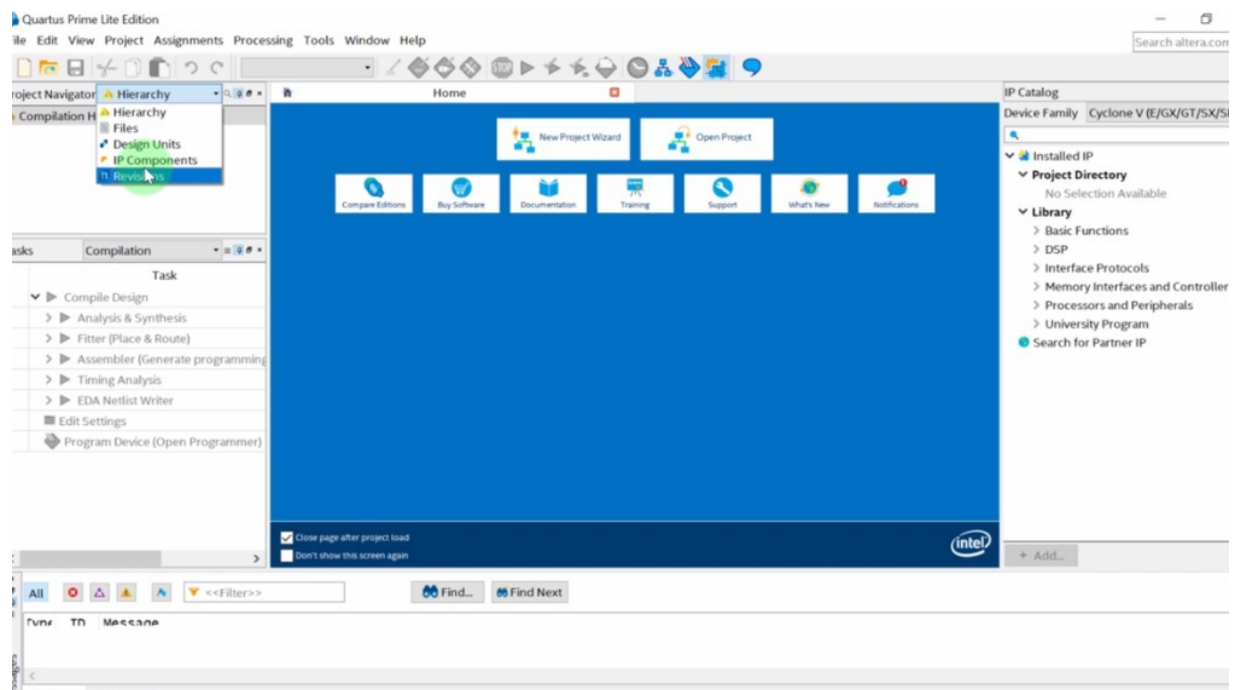 Quartus Prime Lite Edition
ile Edit View Project Assignments Processing Tools Window Help
Search altera.com
STOP
roject Navigator Hierarchy
Compilation H
Hierarchy
Files
Design Units
IP Components
Revisions
Home
New Project Wizard
Open Project
Compare Editions
Buy Software
Documentation
Training
Support
What's New
Notifications
Close page after project load
Don't show this screen again
intel
asks Compilation
Task
Compile Design
Analysis & Synthesis
Fitter (Place & Route)
Assembler (Generate programming
Timing Analysis
EDA Netlist Writer
Edit Settings
Program Device (Open Programmer)
IP Catalog
Device Family Cyclone V (E/GX/GT/SX/S
Installed IP
Project Directory
No Selection Available
Library
Basic Functions
DSP
Interface Protocols
Memory Interfaces and Controller
Processors and Peripherals
University Program
Search for Partner IP
+ Add...
All <<Filter>> Find... Find Next
Type ID Message